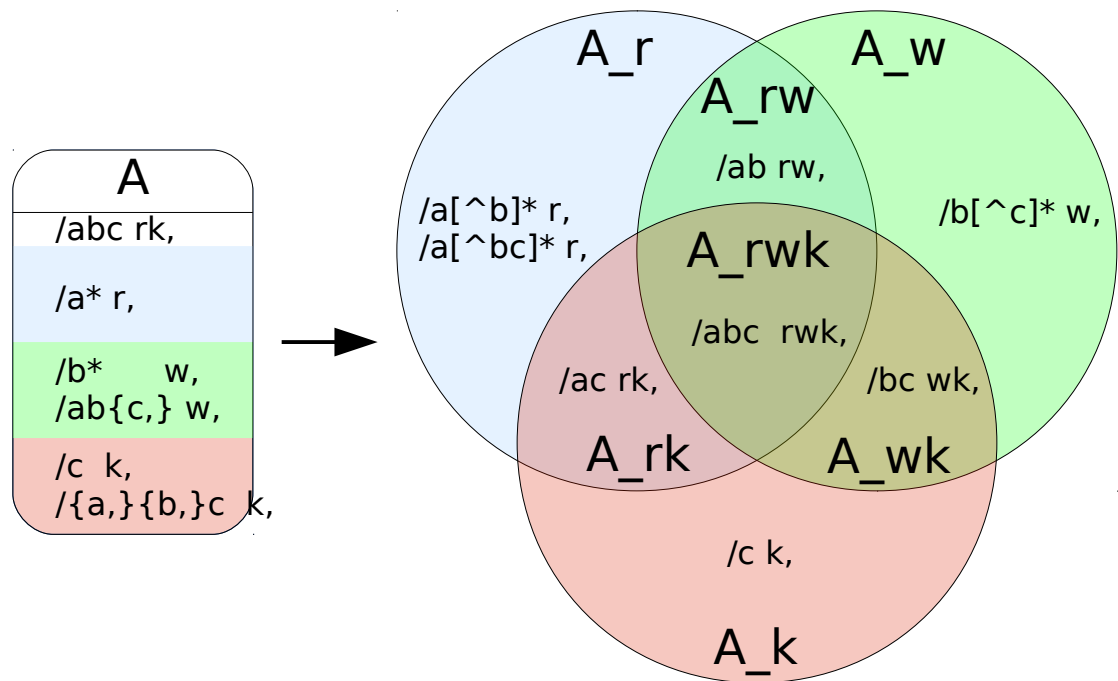 A
/abc rk,
/a* r,
/b* w,
/ab{c,} w,
/c k,
/{a,}{b,}c k,
A_r
A_w
A_rw
/ab rw,
/a[^b]* r,
/a[^bc]* r,
/b[^c]* w,
A_rwk
/abc rwk,
/ac rk,
/bc wk,
A_rk
A_wk
/c k,
A_k